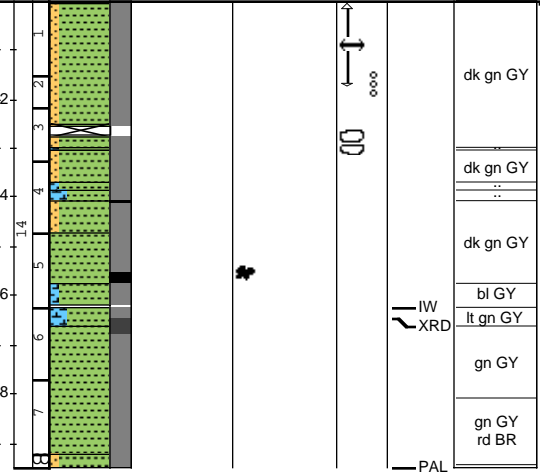 1
dk gn GY
2
2
3
..
dk gn GY
4
..
..
4
14
dk gn GY
5
bl GY
6
IW
lt gn GY
XRD
6
gn GY
8
7
gn GY
rd BR
8
PAL